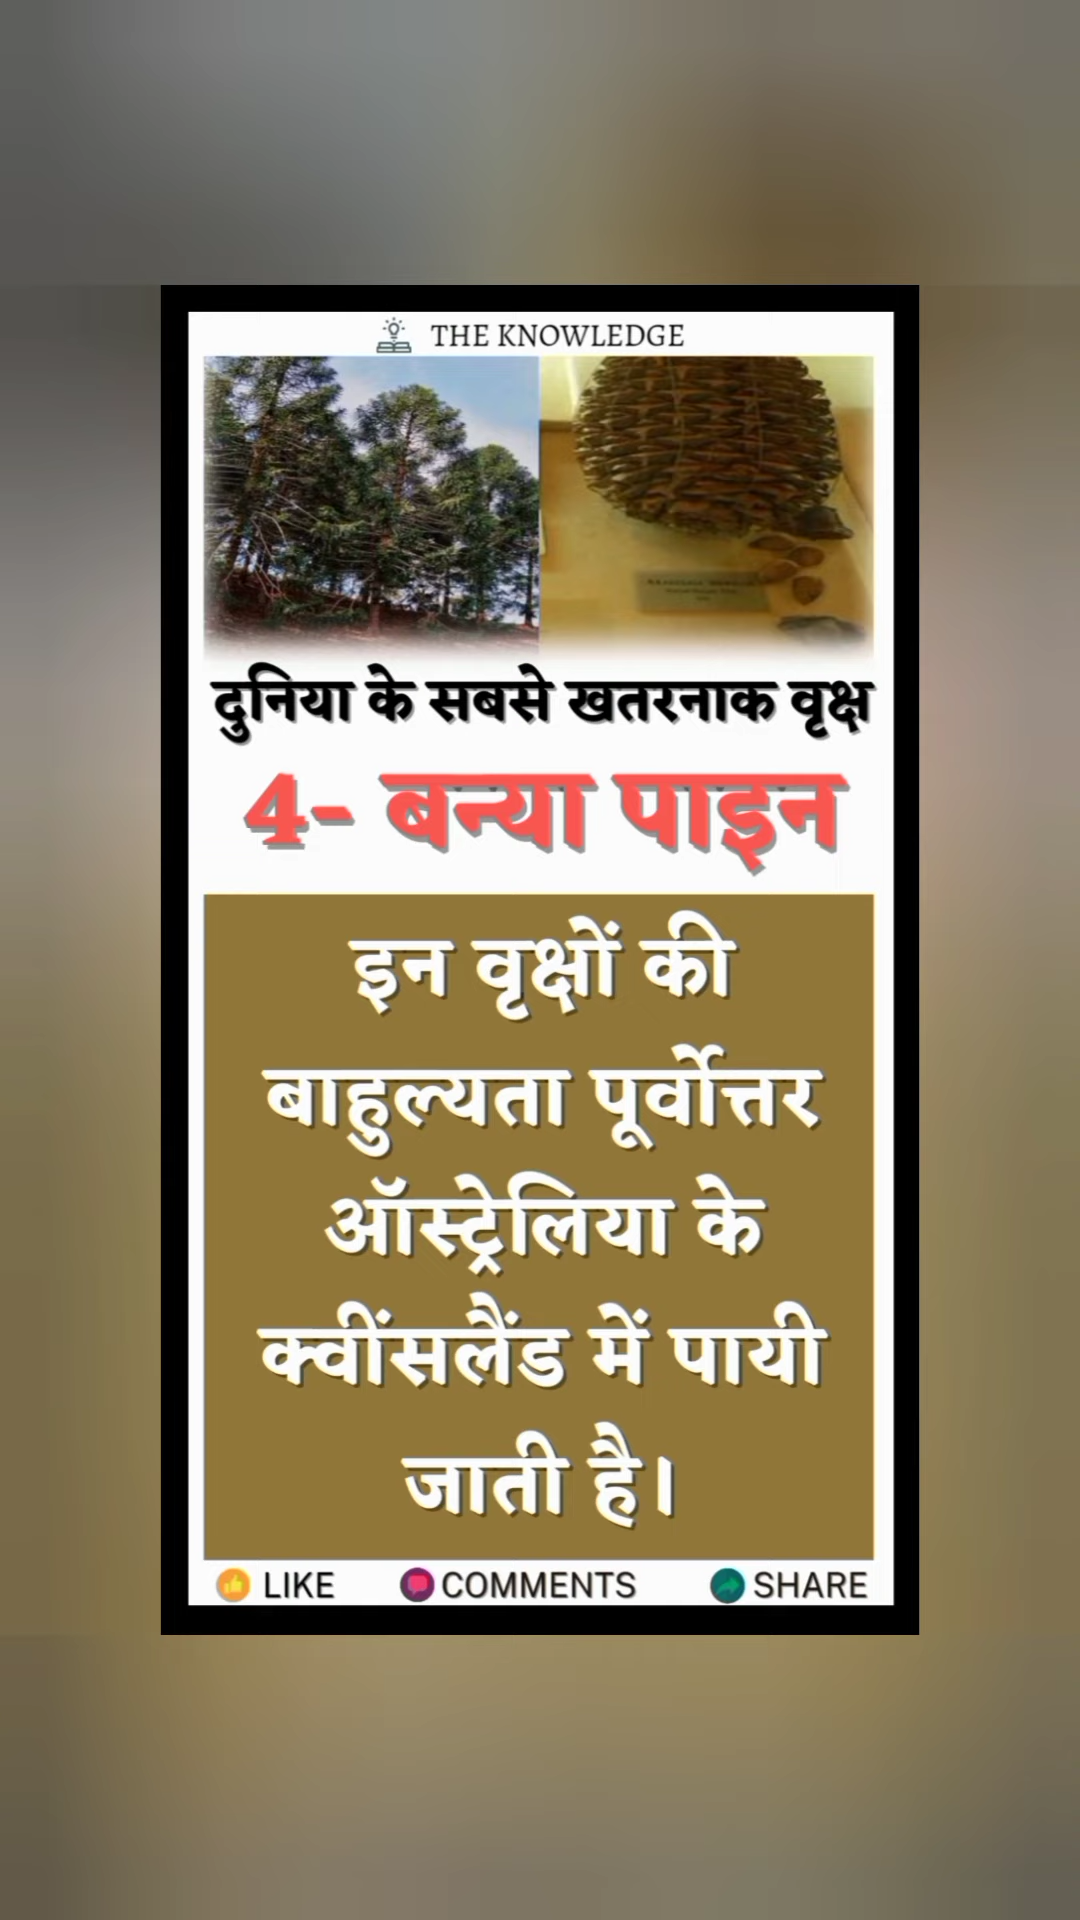 THE KNOWLEDGE
दुनिया के सबसे खतरनाक वृक्ष
4- बन्या पाइन
इन वृक्षों की
बाहुल्यता पूर्वोत्तर
ऑस्ट्रेलिया के
क्वींसलैंड में पायी
जाती है।
LIKE COMMENTS SHARE